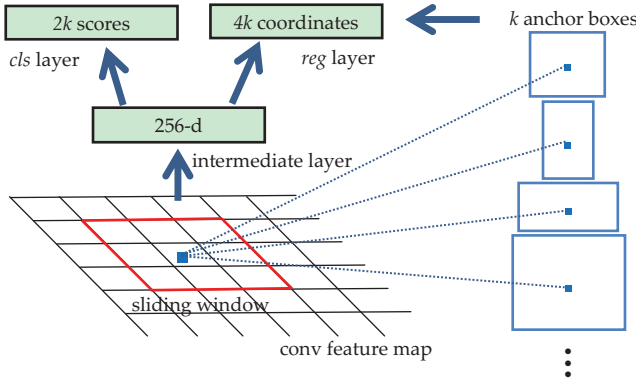 2k scores
4k coordinates
k anchor boxes
cls layer
reg layer
256-d
intermediate layer
sliding window
conv feature map